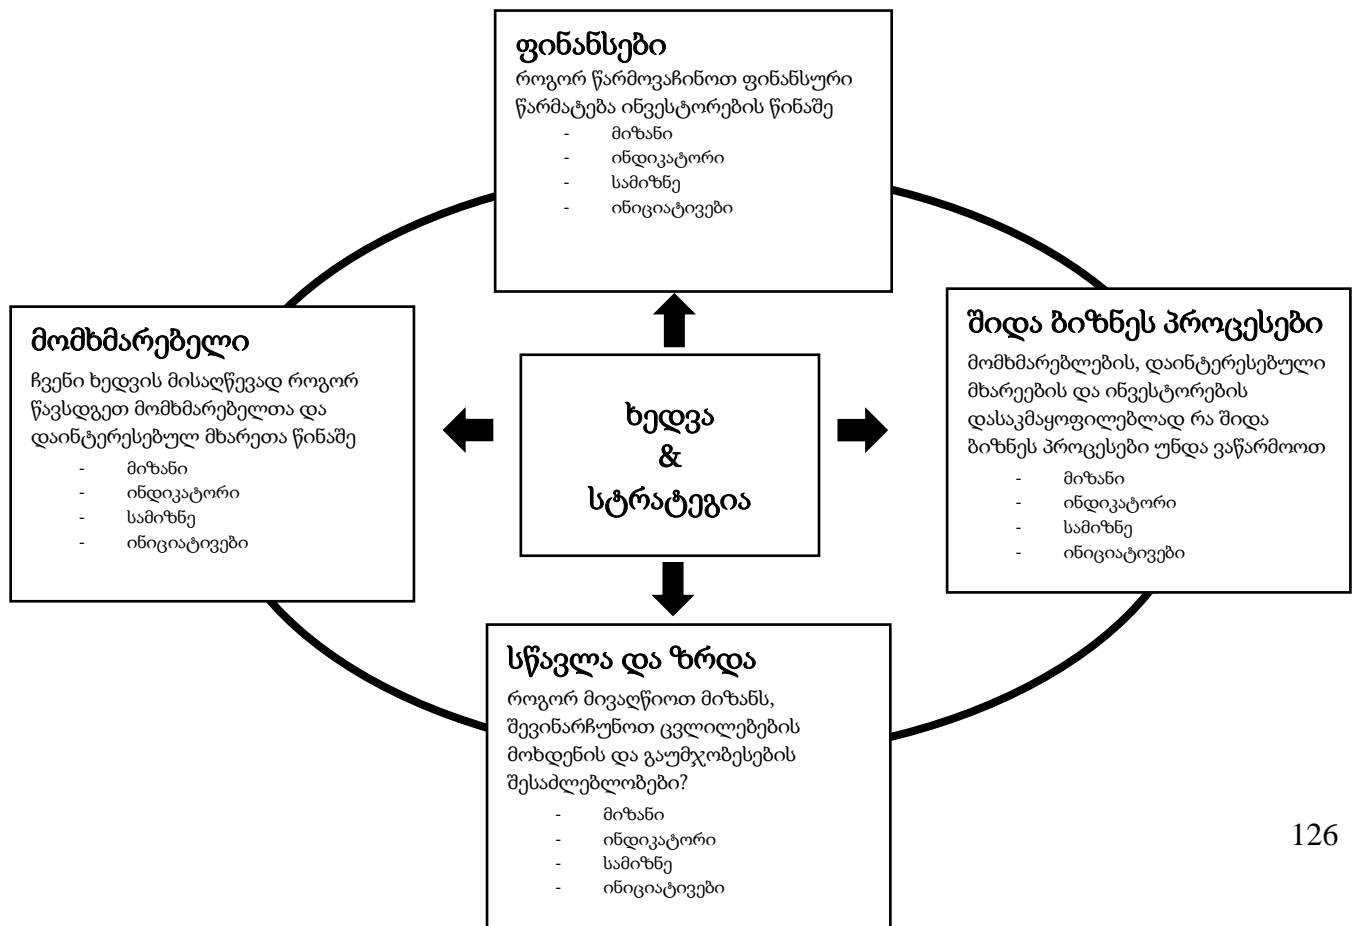 ფინანსები
როგორ წარმოვაჩინოთ ფინანსური
წარმატება ინვესტორების წინაშე
- მიზანი
- ინდიკატორი
- სამიზნე
- ინიციატივები
მომხმარებელი
ჩვენი ხედვის მისაღწევად როგორ
წავსდგეთ მომხმარებელთა და
დაინტერესებულ მხარეთა წინაშე
- მიზანი
- ინდიკატორი
- სამიზნე
- ინიციატივები
ხედვა
&
სტრატეგია
შიდა ბიზნეს პროცესები
მომხმარებლების, დაინტერესებული
მხარეების და ინვესტორების
დასაკმაყოფილებლად რა შიდა
ბიზნეს პროცესები უნდა ვაწარმოოთ
- მიზანი
- ინდიკატორი
- სამიზნე
- ინიციატივები
სწავლა და ზრდა
როგორ მივაღწიოთ მიზანს,
შევინარჩუნოთ ცვლილებების
მოხდენის და გაუმჯობესების
შესაძლებლობები?
- მიზანი
- ინდიკატორი
- სამიზნე
- ინიციატივები
126